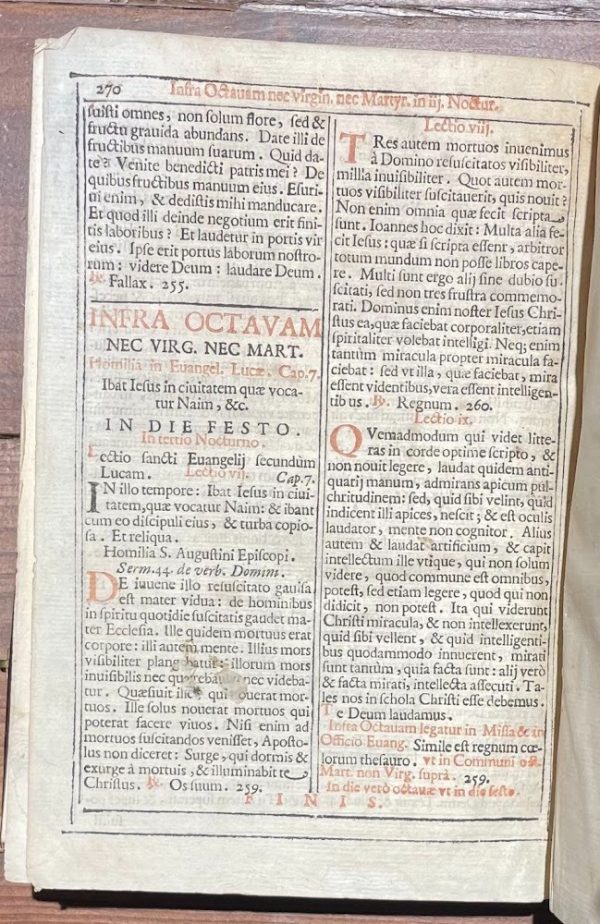 270
Infra Octauam nec virgin. nec Martyr. in iij. Noctur.
suisti omnes, non solum flore, sed &
fructu grauida abundans. Date illi de
fructibus manuum suarum. Quid da-
te? Venite benedicti patris mei? De
quibus fructibus manuum eius. Esuri-
ui enim, & dedistis mihi manducare.
Et quod illi deinde negotium erit fini-
tis laboribus? Et laudetur in portis vir
eius. Ipse erit portus laborum nostro-
rum: videre Deum: laudare Deum.
℞. Fallax. 255.
INFRA OCTAVAM
NEC VIRG. NEC MART.
Homilia in Euangel. Lucæ. Cap. 7.
Ibat Iesus in ciuitatem quæ voca-
tur Naim, &c.
IN DIE FESTO.
In tertio Nocturno.
Lectio sancti Euangelij secundùm
Lucam. Lectio vij. Cap. 7.
IN illo tempore: Ibat Iesus in ciui-
tatem, quæ vocatur Naim: & ibant
cum eo discipuli eius, & turba copio-
sa. Et reliqua.
Homilia S. Augustini Episcopi.
Serm. 44. de verb. Domini.
DE iuuene illo resuscitato gauisa
est mater vidua: de hominibus
in spiritu quotidie suscitatis gaudet ma-
ter Ecclesia. Ille quidem mortuus erat
corpore: illi autem mente. Illius mors
visibiliter illorum mors
inuisibilis nec nec videba-
tur. Quæsiuit ille qui nouerat mor-
tuos. Ille solus nouerat mortuos qui
poterat facere viuos. Nisi enim ad
mortuos suscitandos venisset, Aposto-
lus non diceret: Surge, qui dormis &
exurge à mortuis, & illuminabit te
Christus. ℞. Os suum. 259.
Lectio viij.
TRes autem mortuos inuenimus
à Domino resuscitatos visibiliter,
millia inuisibiliter. Quot autem mor-
tuos visibiliter suscitauerit, quis nouit?
Non enim omnia quæ fecit scripta
sunt. Ioannes hoc dixit: Multa alia fe-
cit Iesus: quæ si scripta essent, arbitror
totum mundum non posse libros cape-
re. Multi sunt ergo alij sine dubio su-
scitati, sed non tres frustra commemo-
rati. Dominus enim noster Iesus Chri-
stus ea, quæ faciebat corporaliter, etiam
spiritaliter volebat intelligi. Neq; enim
tantùm miracula propter miracula fa-
ciebat: sed vt illa, quæ faciebat, mira
essent videntibus, vera essent intelligen-
tibus. ℞. Regnum. 260.
Lectio ix.
QVemadmodum qui videt litte-
ras in corde optime scripto, &
non nouit legere, laudat quidem anti-
quarij manum, admirans apicum pul-
chritudinem: sed, quid sibi velint, quid
indicent illi apices, nescit; & est oculis
laudator, mente non cognitor. Alius
autem & laudat artificium, & capit
intellectum ille vtique, qui non solum
videre, quod commune est omnibus,
potest, sed etiam legere, quod qui non
didicit, non potest. Ita qui viderunt
Christi miracula, & non intellexerunt,
quid sibi vellent, & quid intelligenti-
bus quodammodo innuerent, mirati
sunt tantùm, quia facta sunt: alij verò
& facta mirati, intellecta assecuti. Ta-
les nos in schola Christi esse debemus.
Te Deum laudamus.
Infra Octauam legatur in Missa & in
Officio Euang. Simile est regnum cœ-
lorum thesauro. vt in Communi
Mart. non Virg. suprà. 259.
In die verò octauæ vt in die festo.
FINIS.